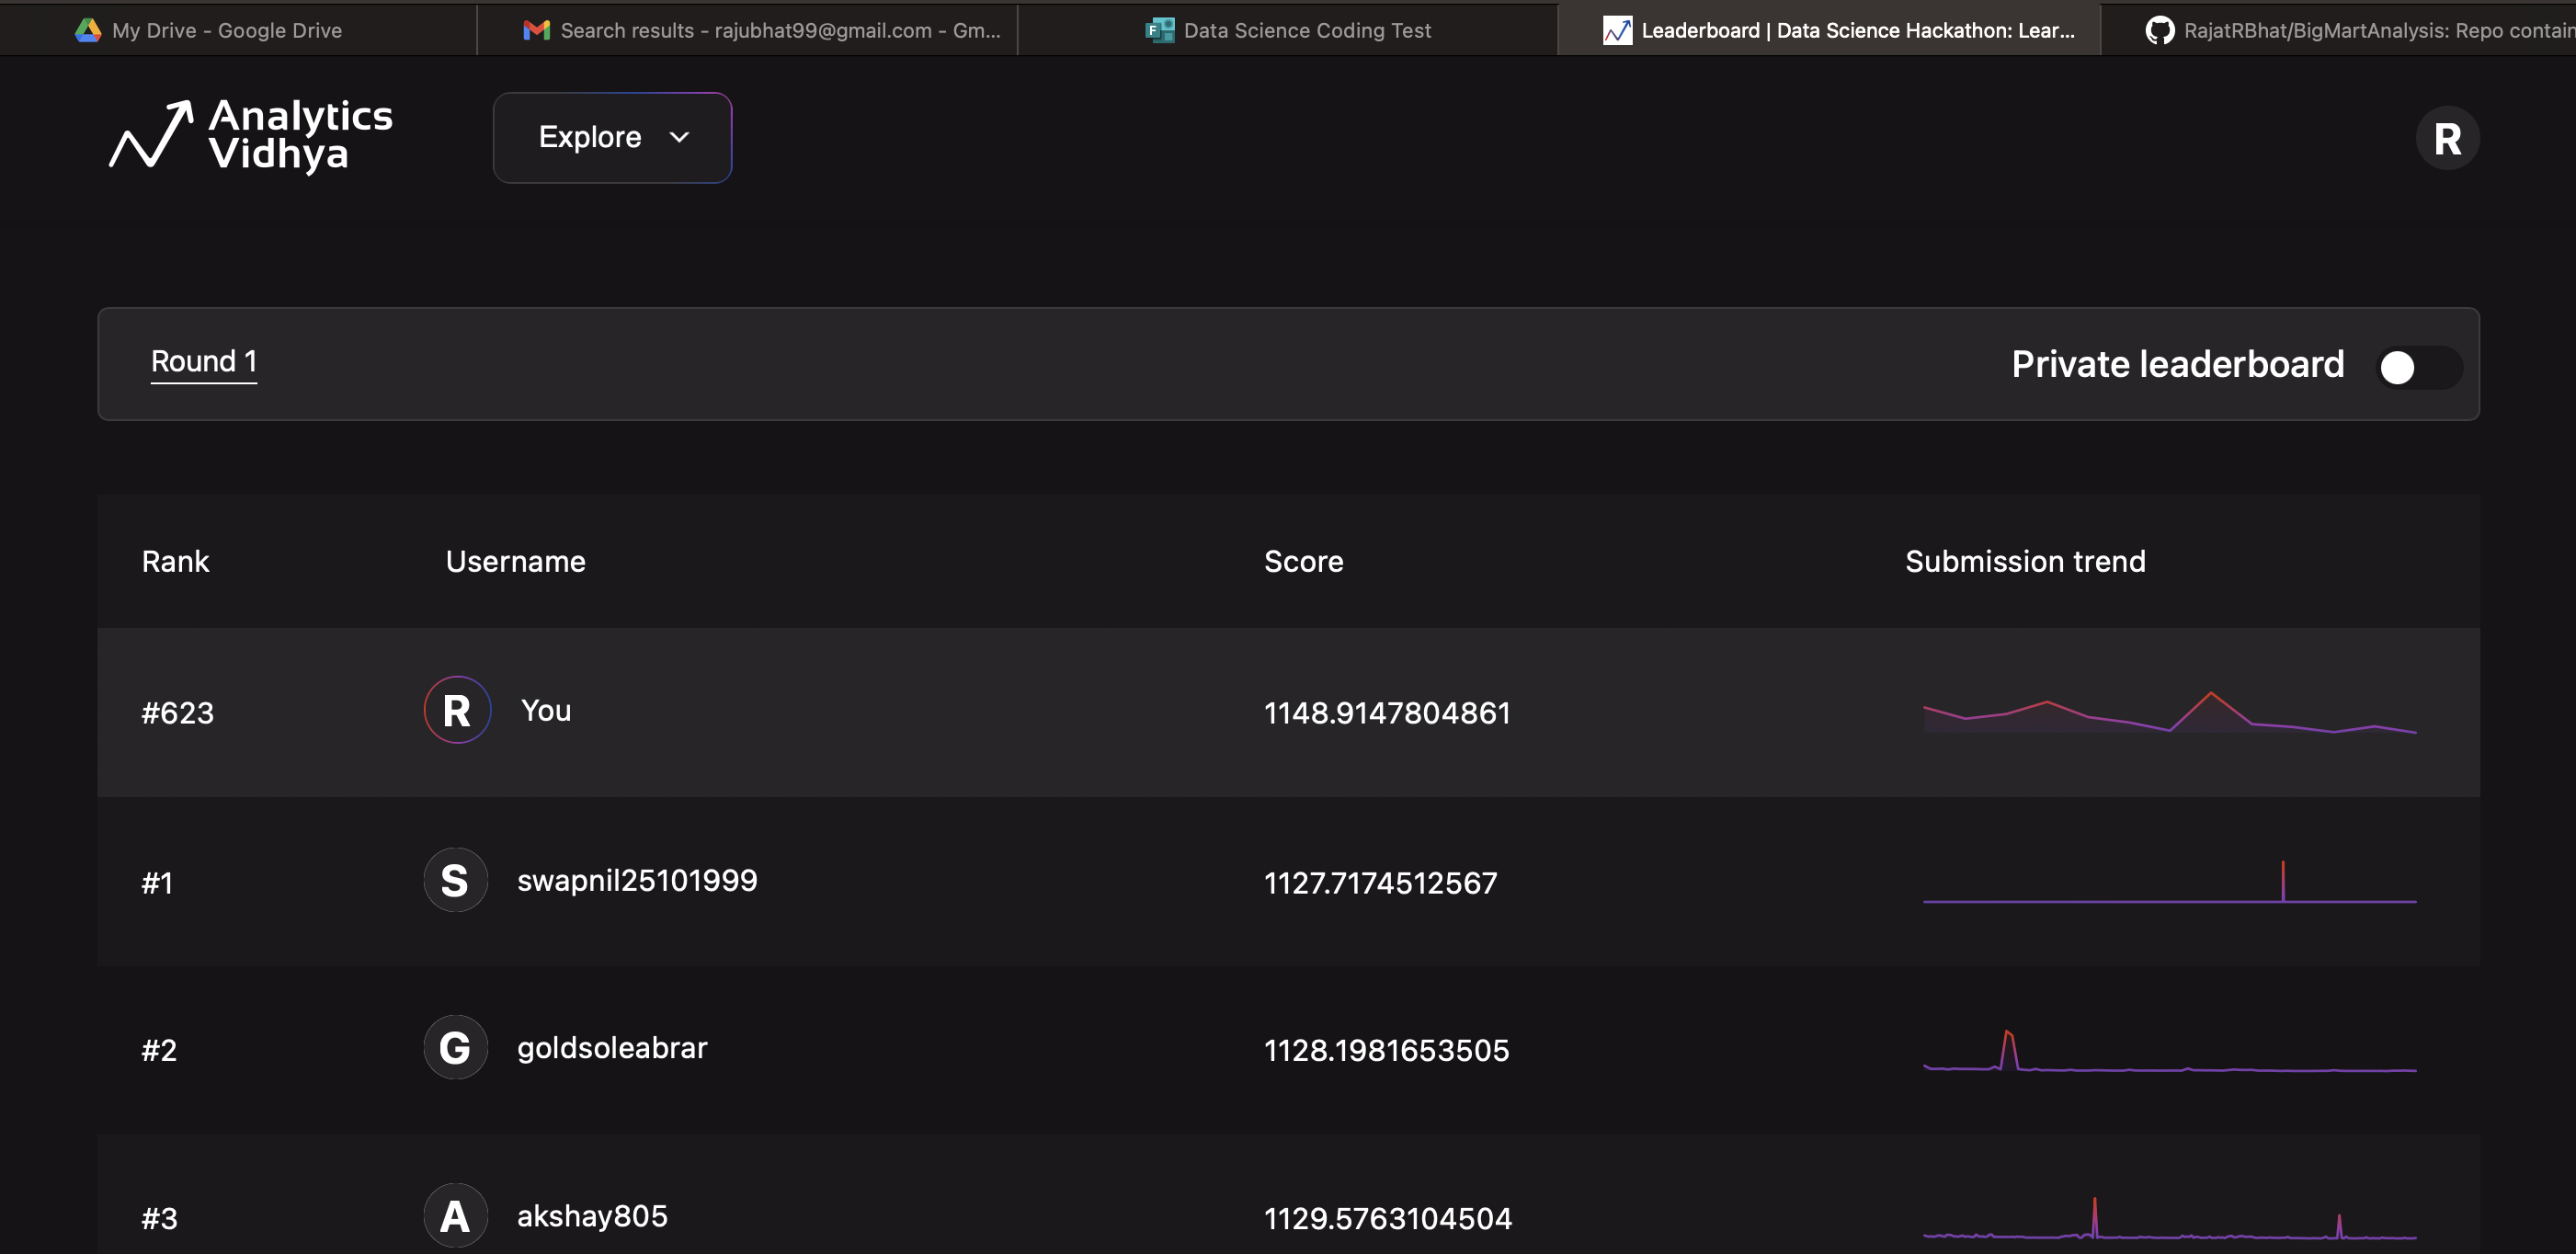 My Drive - Google Drive
Search results - rajubhat99@gmail.com - Gm...
Data Science Coding Test
Leaderboard | Data Science Hackathon: Lear...
RajatRBhat/BigMartAnalysis: Repo contain
Analytics
Vidhya
Explore
R
Round 1
Private leaderboard
Rank Username Score Submission trend
#623 R You 1148.9147804861
#1 S swapnil25101999 1127.7174512567
#2 G goldsoleabrar 1128.1981653505
#3 A akshay805 1129.5763104504